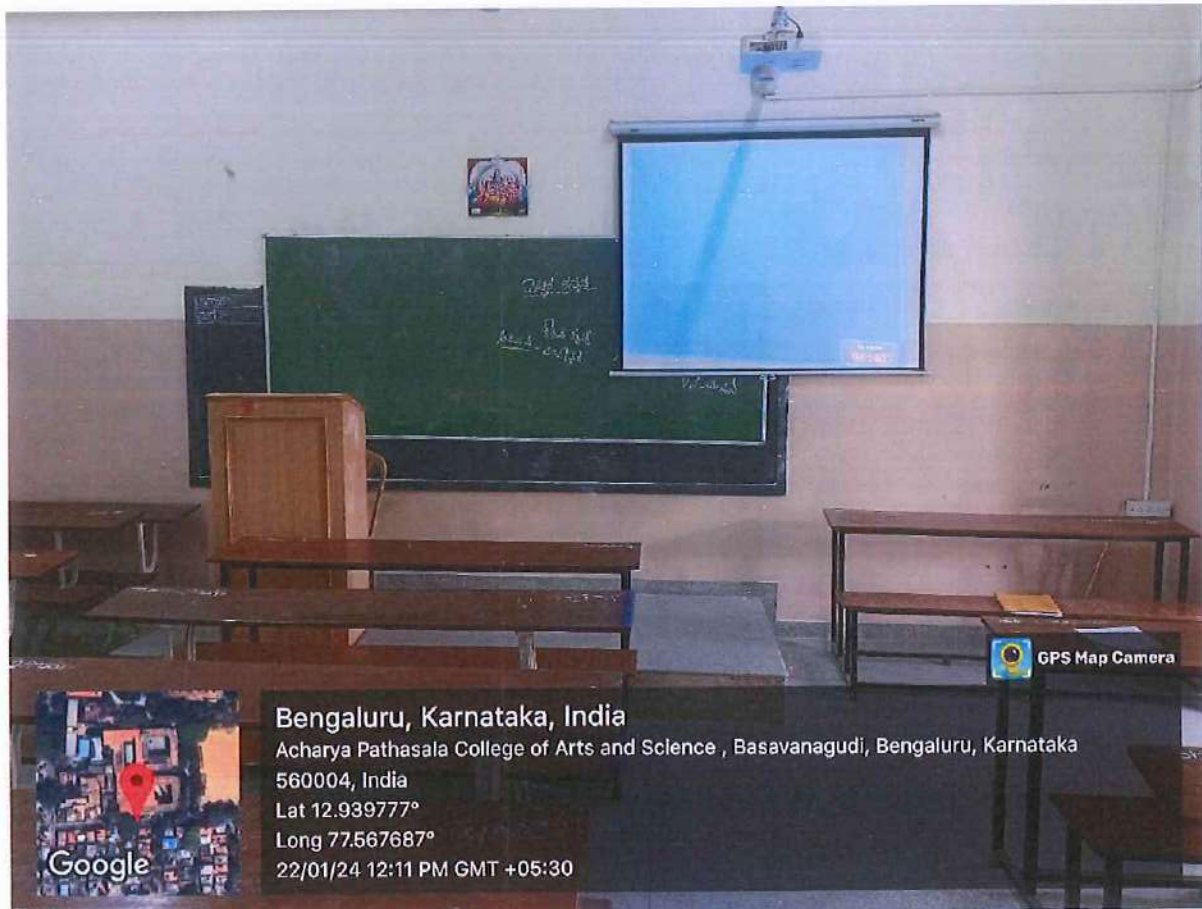 GPS Map Camera
Google
Bengaluru, Karnataka, India
Acharya Pathasala College of Arts and Science , Basavanagudi, Bengaluru, Karnataka
560004, India
Lat 12.939777°
Long 77.567687°
22/01/24 12:11 PM GMT +05:30